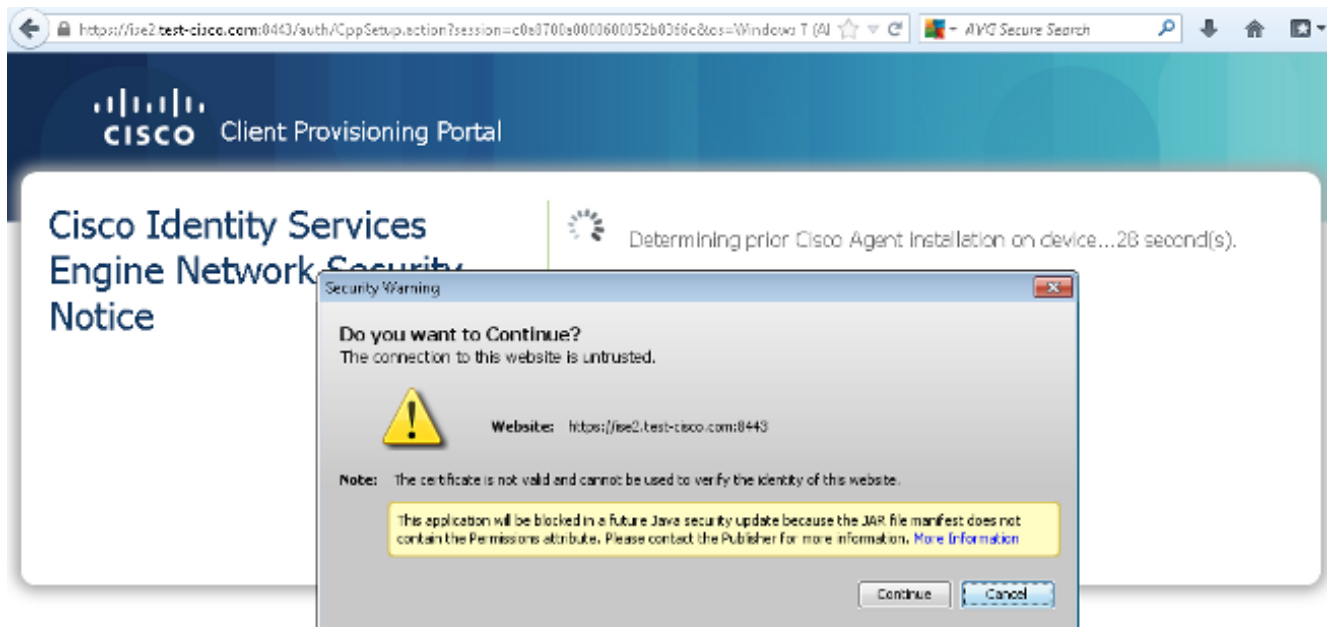 https://ise2.test-cisco.com:8443/auth/CppSetup.action?session=c0a8700a0000600052b8366c&os=Windows 7 (Al
AVG Secure Search
CISCO Client Provisioning Portal
Cisco Identity Services
Engine Network Security
Notice
Determining prior Cisco Agent installation on device...28 second(s).
Security Warning
Do you want to Continue?
The connection to this website is untrusted.
Website: https://ise2.test-cisco.com:8443
Note: The certificate is not valid and cannot be used to verify the identity of this website.
This application will be blocked in a future Java security update because the JAR file manifest does not
contain the Permissions attribute. Please contact the Publisher for more information. More Information
Continue Cancel